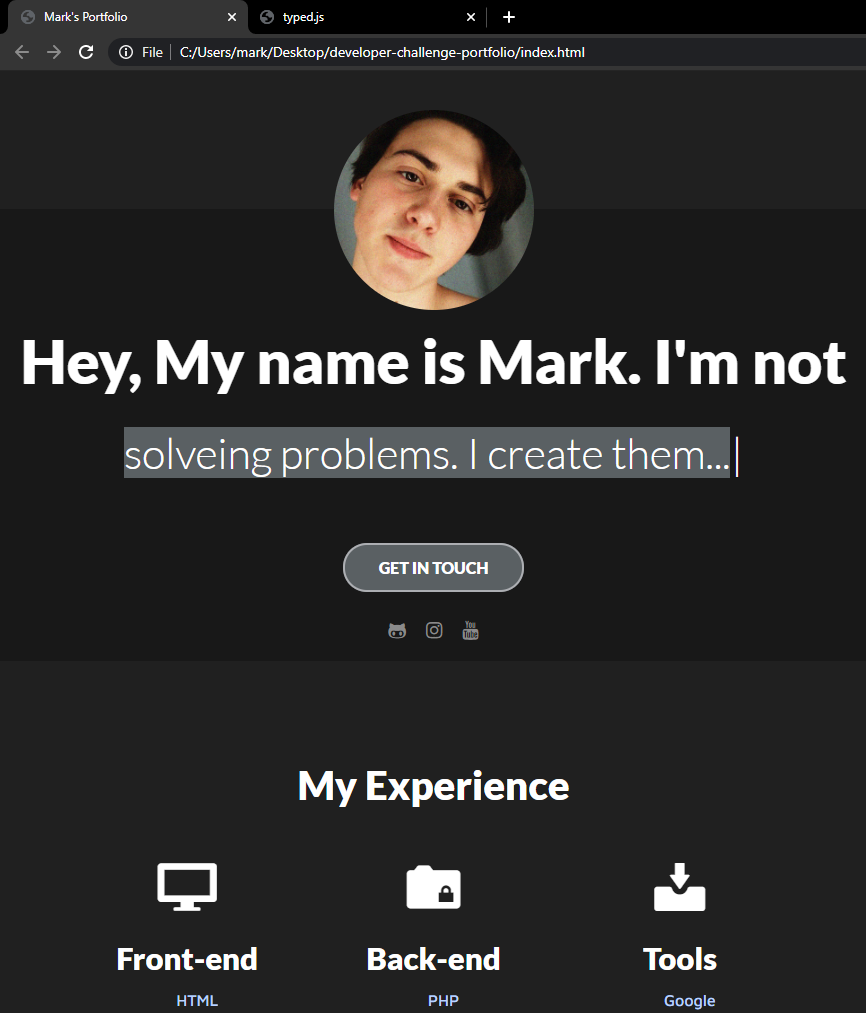 Mark's Portfolio
typed.js
File
C:/Users/mark/Desktop/developer-challenge-portfolio/index.html
Hey, My name is Mark. I'm not
solveing problems. I create them...|
GET IN TOUCH
You
Tube
My Experience
Front-end Back-end Tools
HTML PHP Google